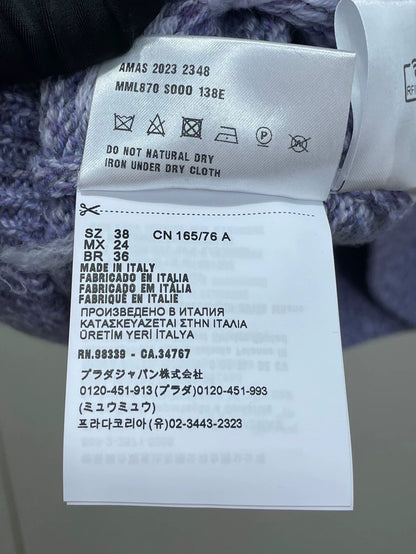 AMAS 2023 2348
MML870 S000 138E
P
DO NOT NATURAL DRY
IRON UNDER DRY CLOTH
SZ 38 CN 165/76 A
MX 24
BR 36
MADE IN ITALY
FABRICADO EN ITALIA
FABRICADO EM ITÁLIA
FABRIQUÉ EN ITALIE
ПРОИЗВЕДЕНО В ИТАЛИЯ
ΚΑΤΑΣΚΕΥΑΖΕΤΑΙ ΣΤΗΝ ΙΤΑΛΙΑ
ÜRETİM YERİ İTALYA
RN.98339 - CA.34767
プラダジャパン株式会社
0120-451-913 (プラダ) 0120-451-993
(ミュウミュウ)
프라다코리아 (유) 02-3443-2323